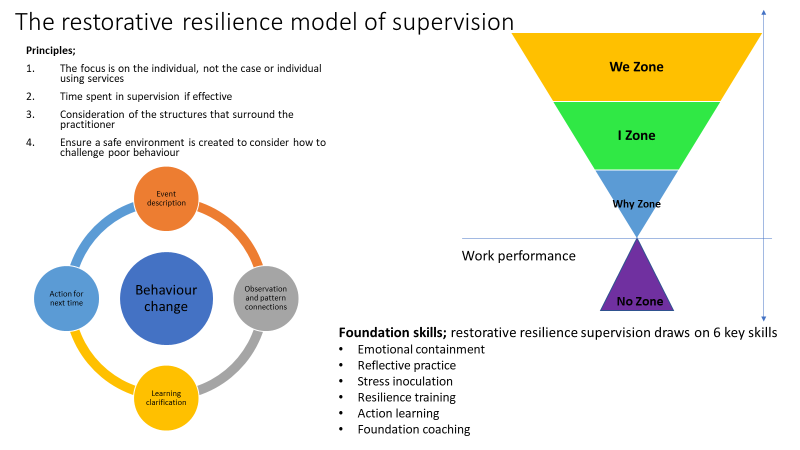 The restorative resilience model of supervision
Principles;
1. The focus is on the individual, not the case or individual
using services
2. Time spent in supervision if effective
3. Consideration of the structures that surround the
practitioner
4. Ensure a safe environment is created to consider how to
challenge poor behaviour
Event
description
Observation
and pattern
connections
Learning
clarification
Action for
next time
Behaviour
change
We Zone
I Zone
Why Zone
Work performance
No Zone
Foundation skills; restorative resilience supervision draws on 6 key skills
• Emotional containment
• Reflective practice
• Stress inoculation
• Resilience training
• Action learning
• Foundation coaching